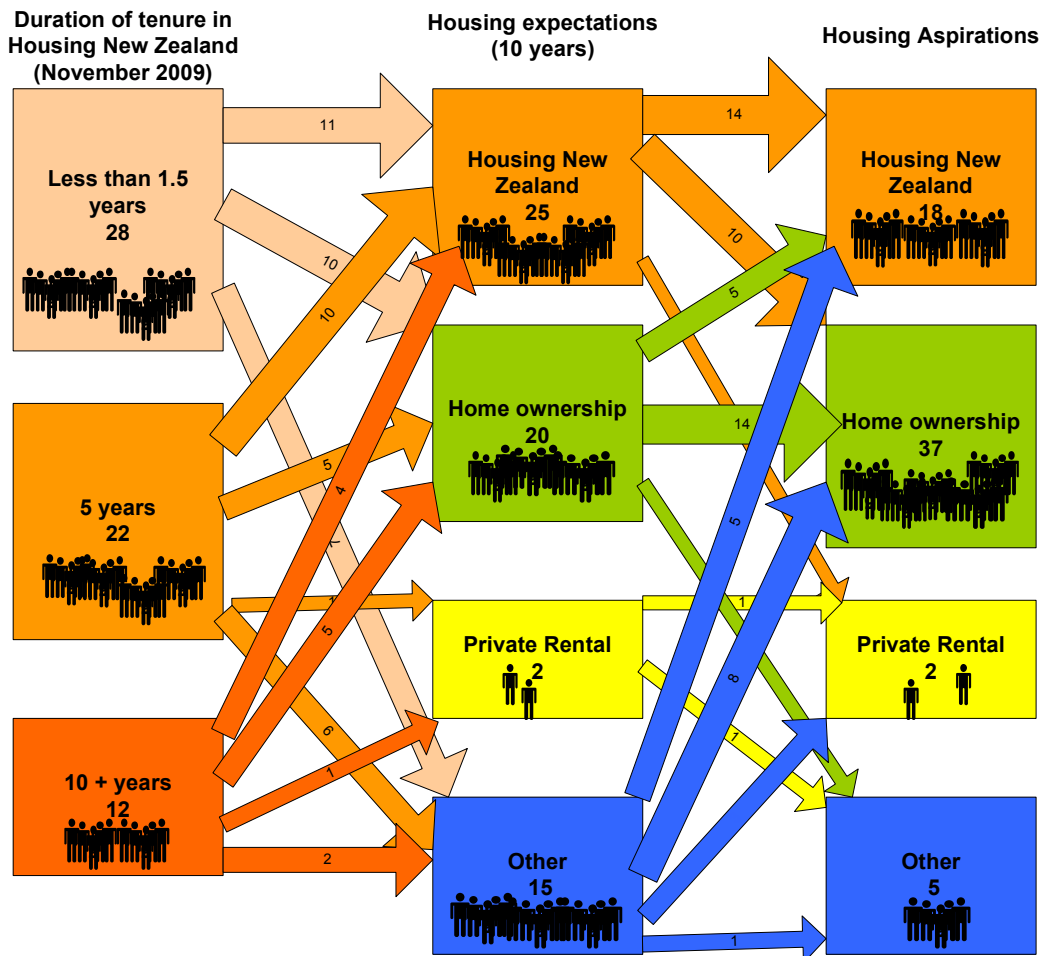 Duration of tenure in
Housing New Zealand
(November 2009)
Housing expectations
(10 years)
Housing Aspirations
Less than 1.5
years
28
5 years
22
10 + years
12
11
10
7
10
5
1
6
4
5
1
2
Housing New
Zealand
25
Home ownership
20
Private Rental
2
Other
15
14
10
5
14
1
1
5
8
1
Housing New
Zealand
18
Home ownership
37
Private Rental
2
Other
5